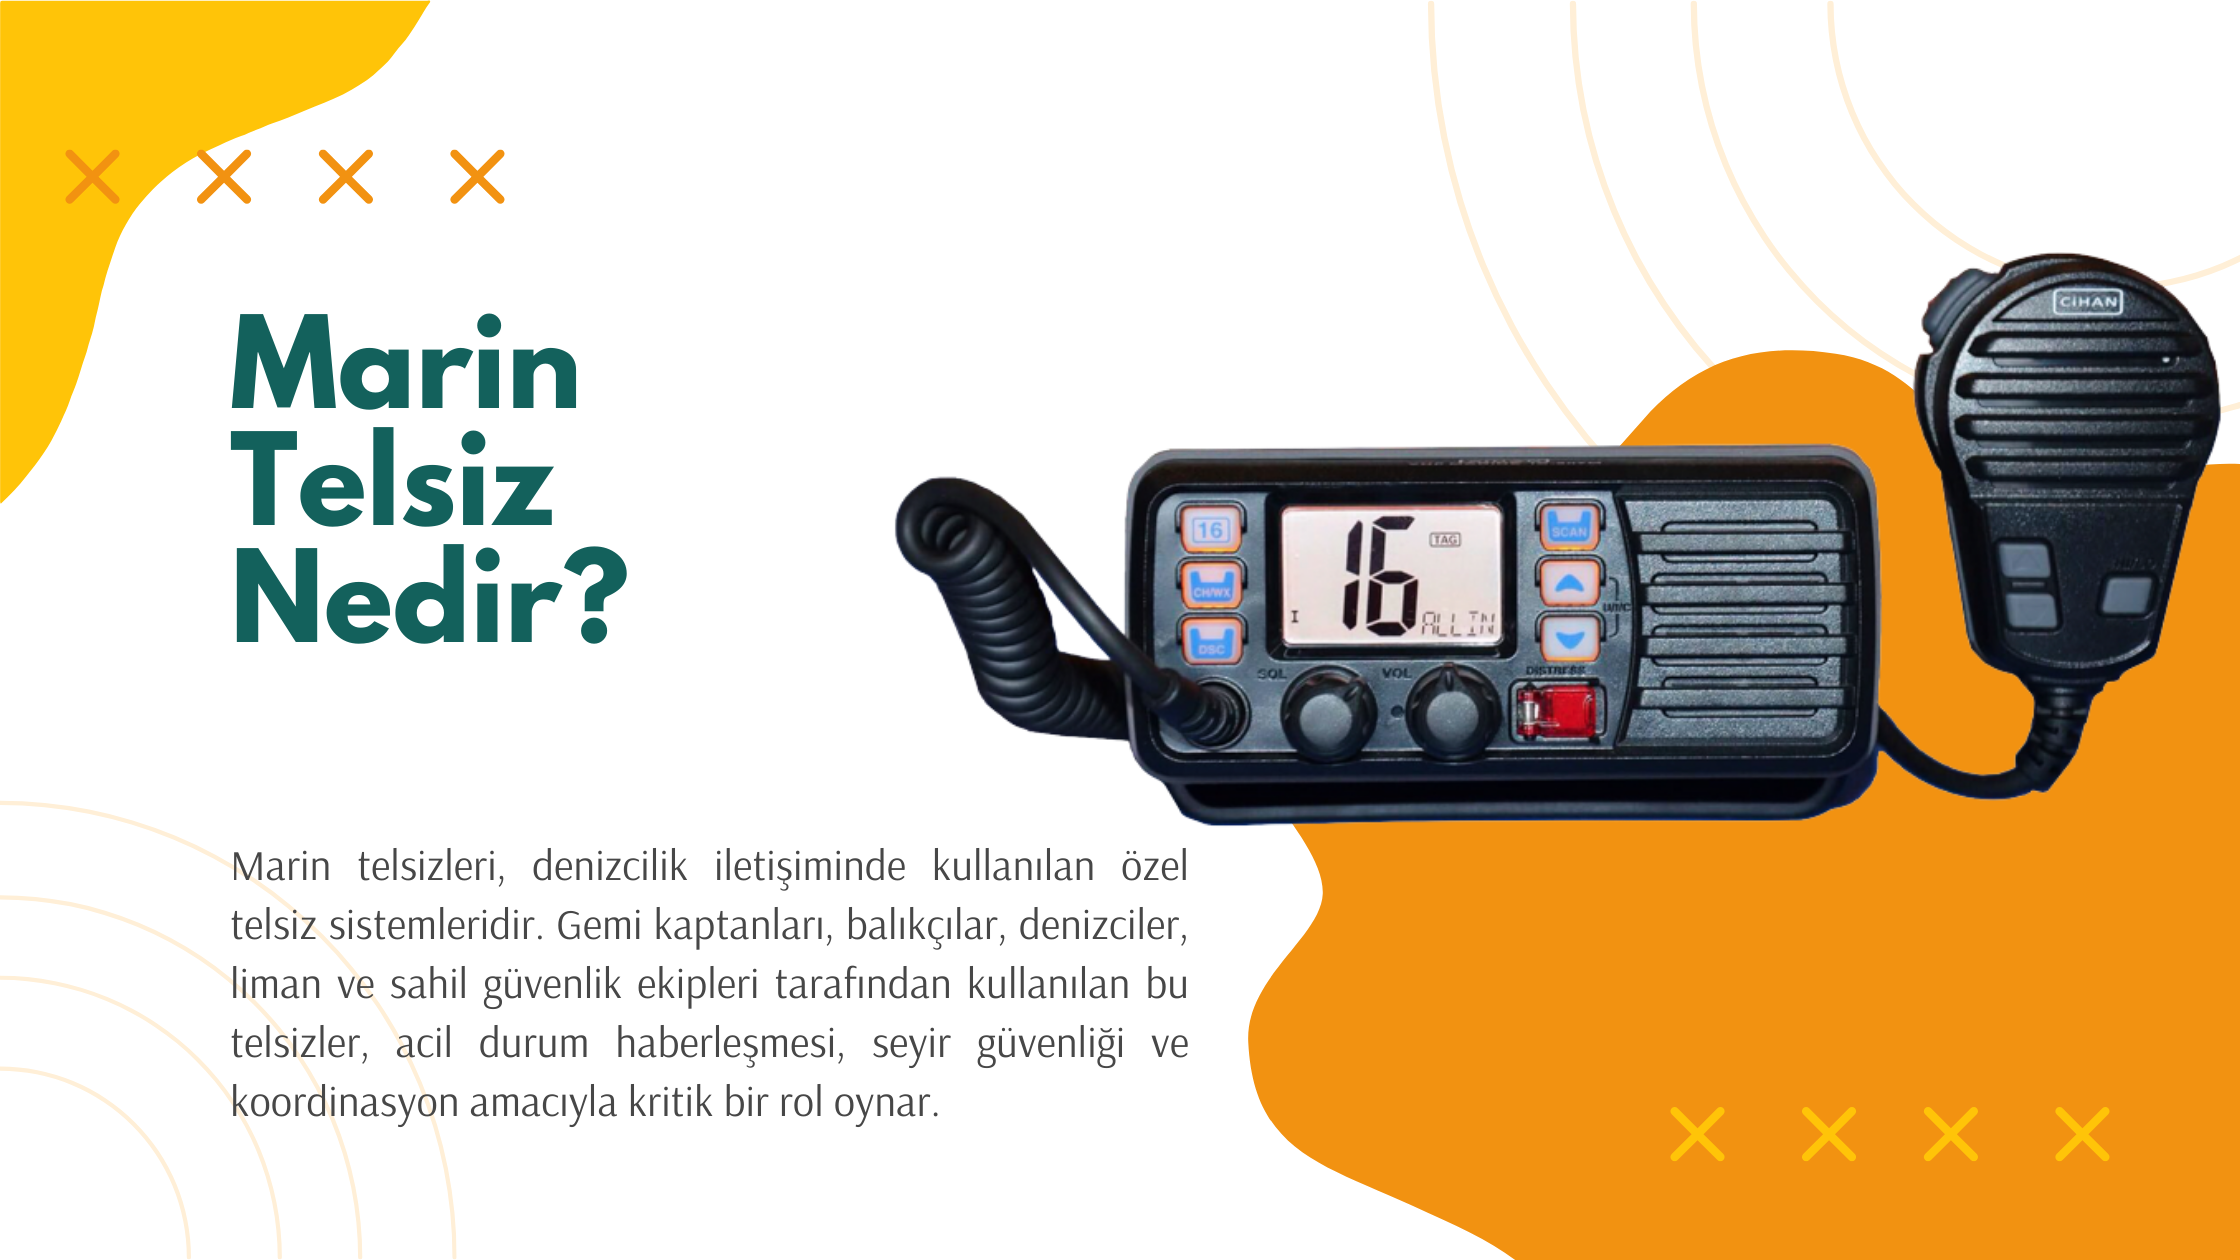 Marin
Telsiz
Nedir?
CiHAN
16
CH/WX
DSC
16
TAG
I
ALL IN
SCAN
SQL
VOL
DISTRESS
Marin telsizleri, denizcilik iletişiminde kullanılan özel
telsiz sistemleridir. Gemi kaptanları, balıkçılar, denizciler,
liman ve sahil güvenlik ekipleri tarafından kullanılan bu
telsizler, acil durum haberleşmesi, seyir güvenliği ve
koordinasyon amacıyla kritik bir rol oynar.